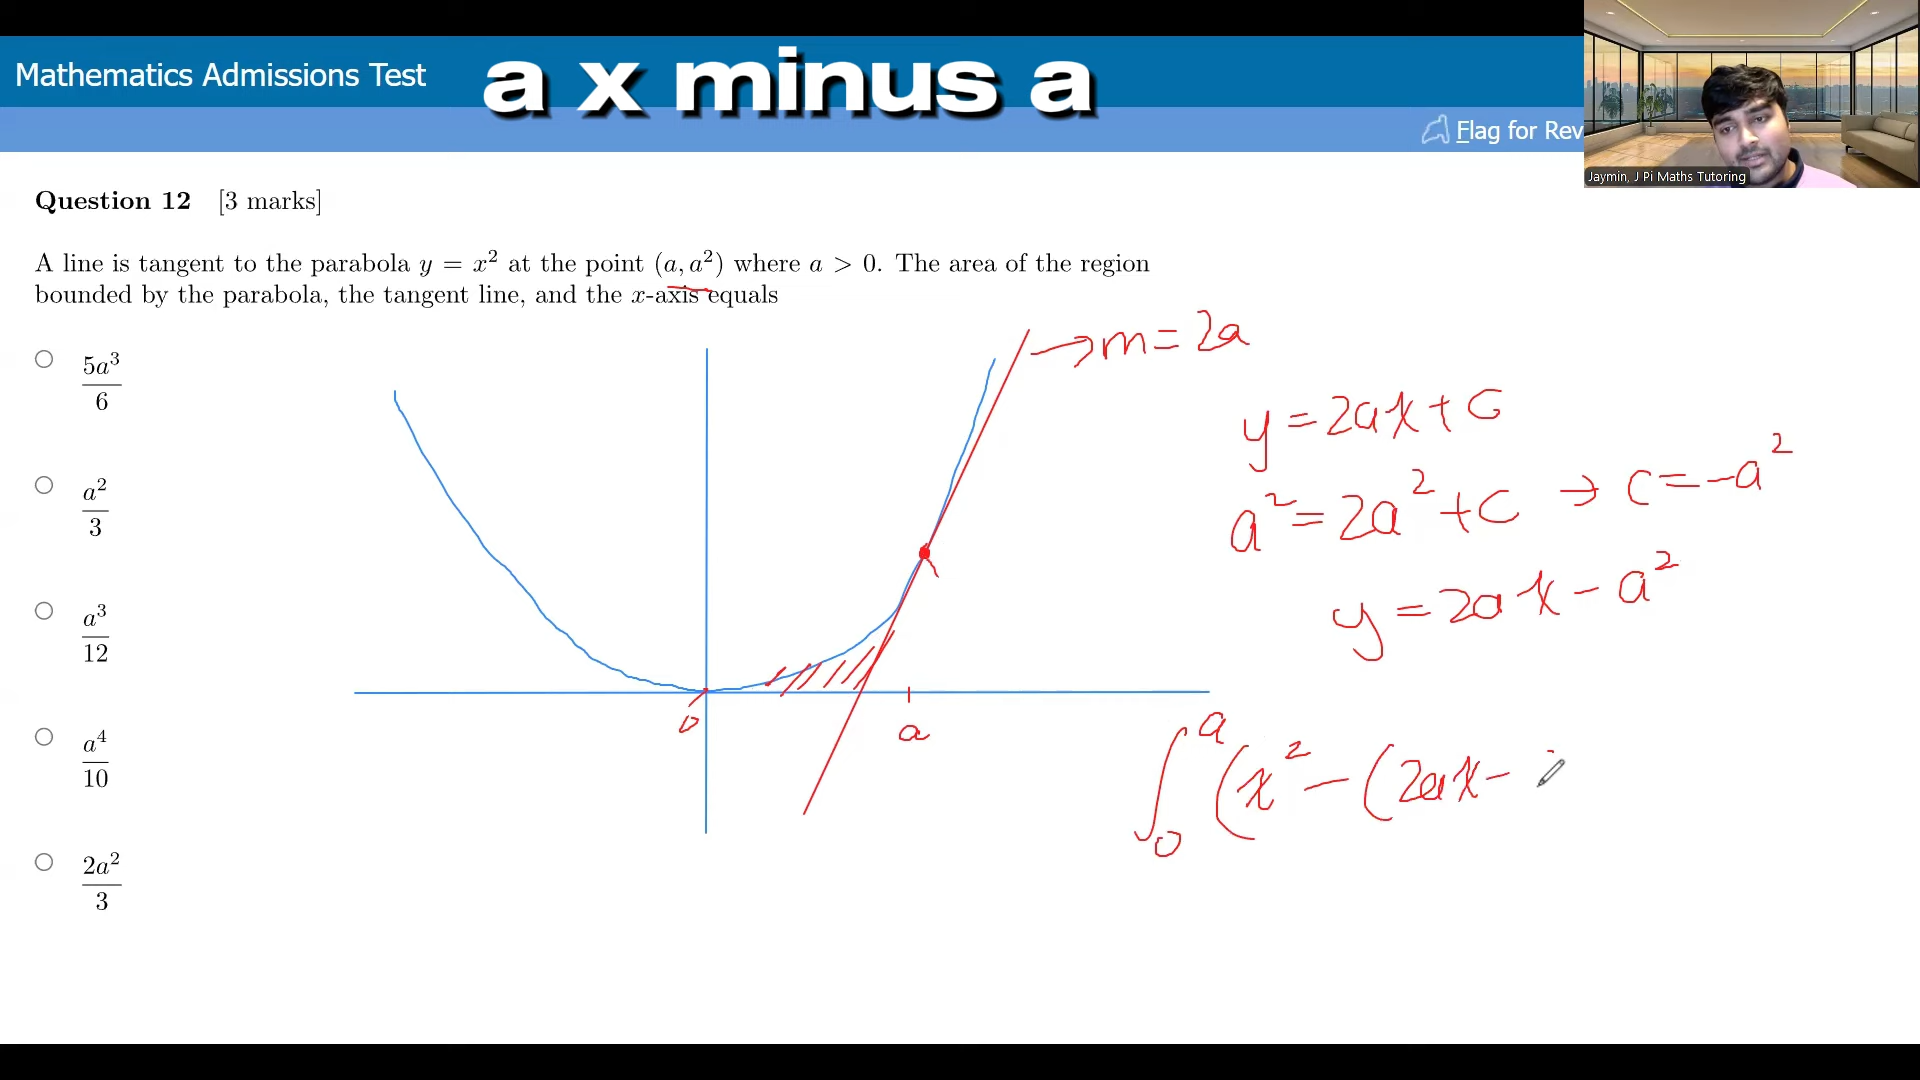 Mathematics Admissions Test
a x minus a
Flag for Rev
Jaymin, J Pi Maths Tutoring
Question 12 [3 marks]
A line is tangent to the parabola y = x² at the point (a, a²) where a > 0. The area of the region
bounded by the parabola, the tangent line, and the x-axis equals
5a³/6
a²/3
a³/12
a⁴/10
2a²/3
→ m = 2a
y = 2ax + c
a² = 2a² + c → c = -a²
y = 2ax - a²
0
a
∫₀ᵃ (x² - (2ax -